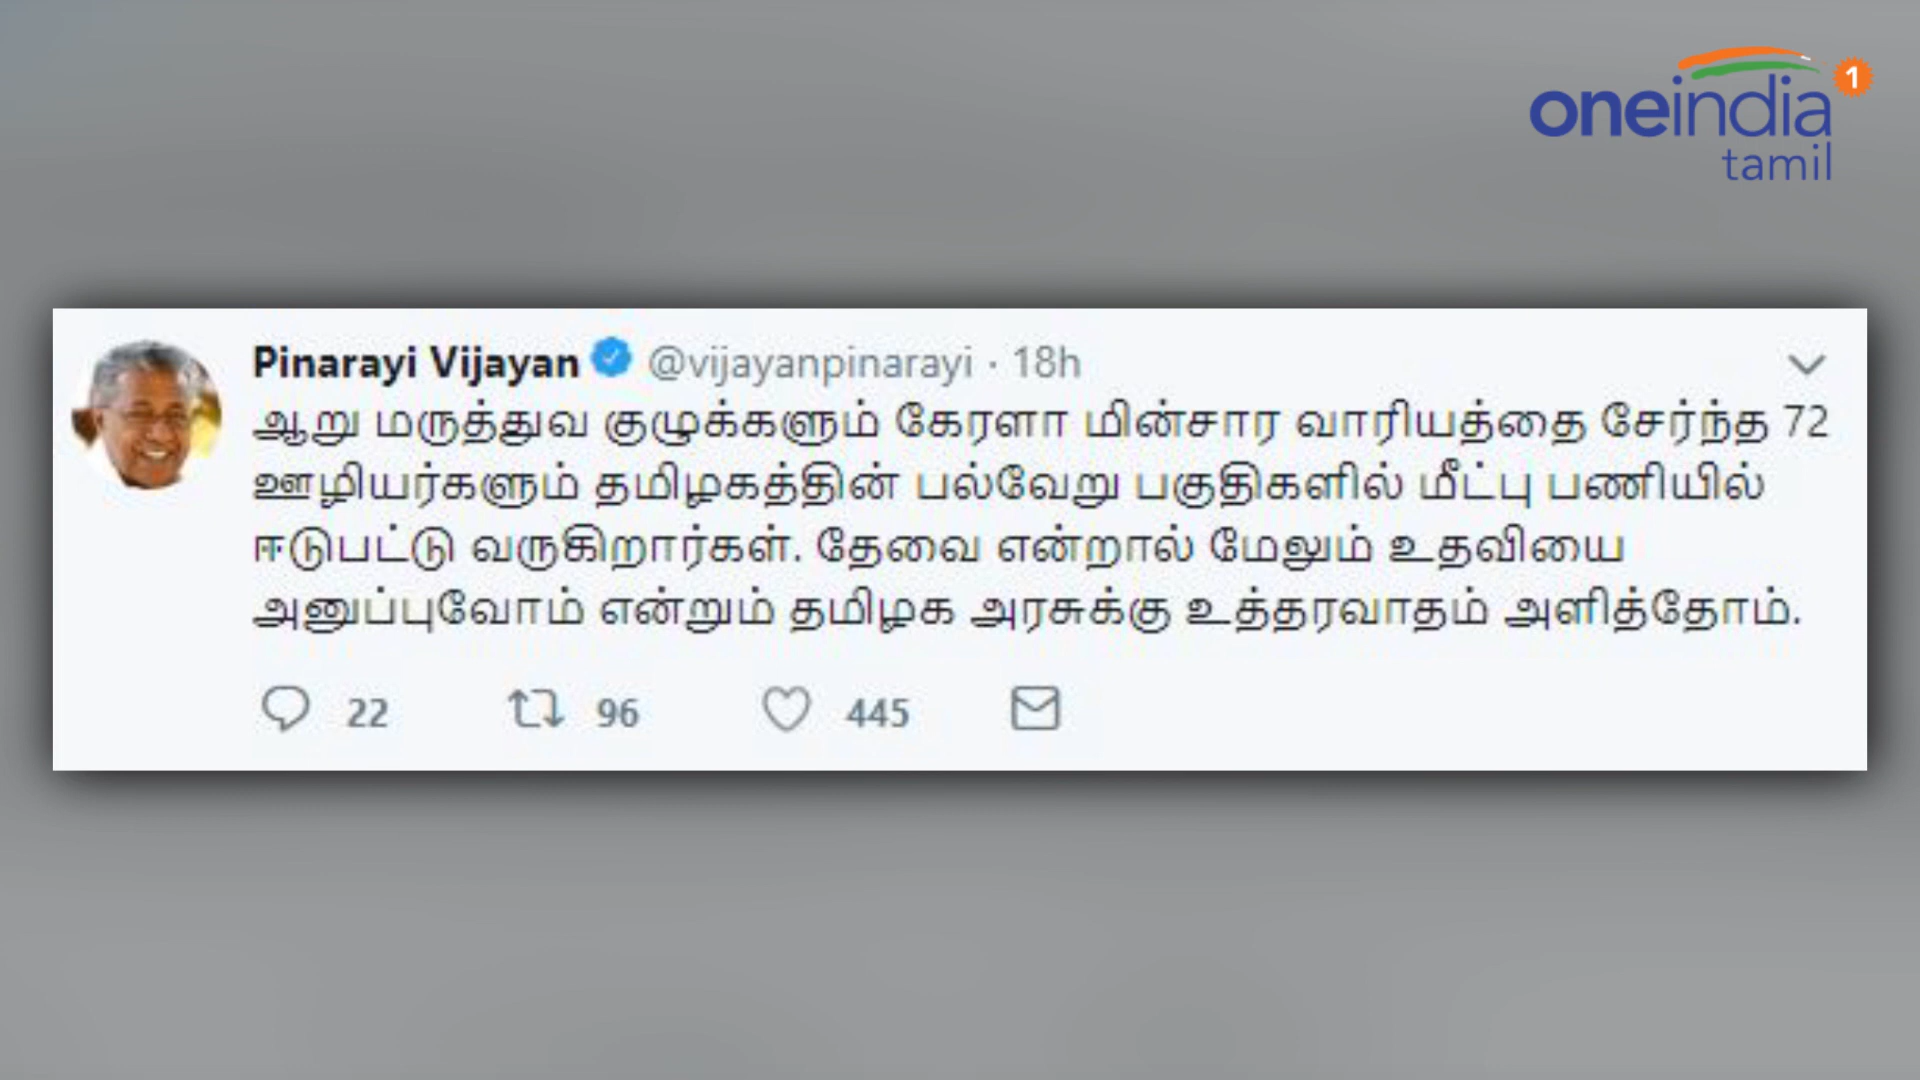 oneindia 1
tamil
Pinarayi Vijayan @vijayanpinarayi · 18h
ஆறு மருத்துவ குழுக்களும் கேரளா மின்சார வாரியத்தை சேர்ந்த 72
ஊழியர்களும் தமிழகத்தின் பல்வேறு பகுதிகளில் மீட்பு பணியில்
ஈடுபட்டு வருகிறார்கள். தேவை என்றால் மேலும் உதவியை
அனுப்புவோம் என்றும் தமிழக அரசுக்கு உத்தரவாதம் அளித்தோம்.
22 96 445